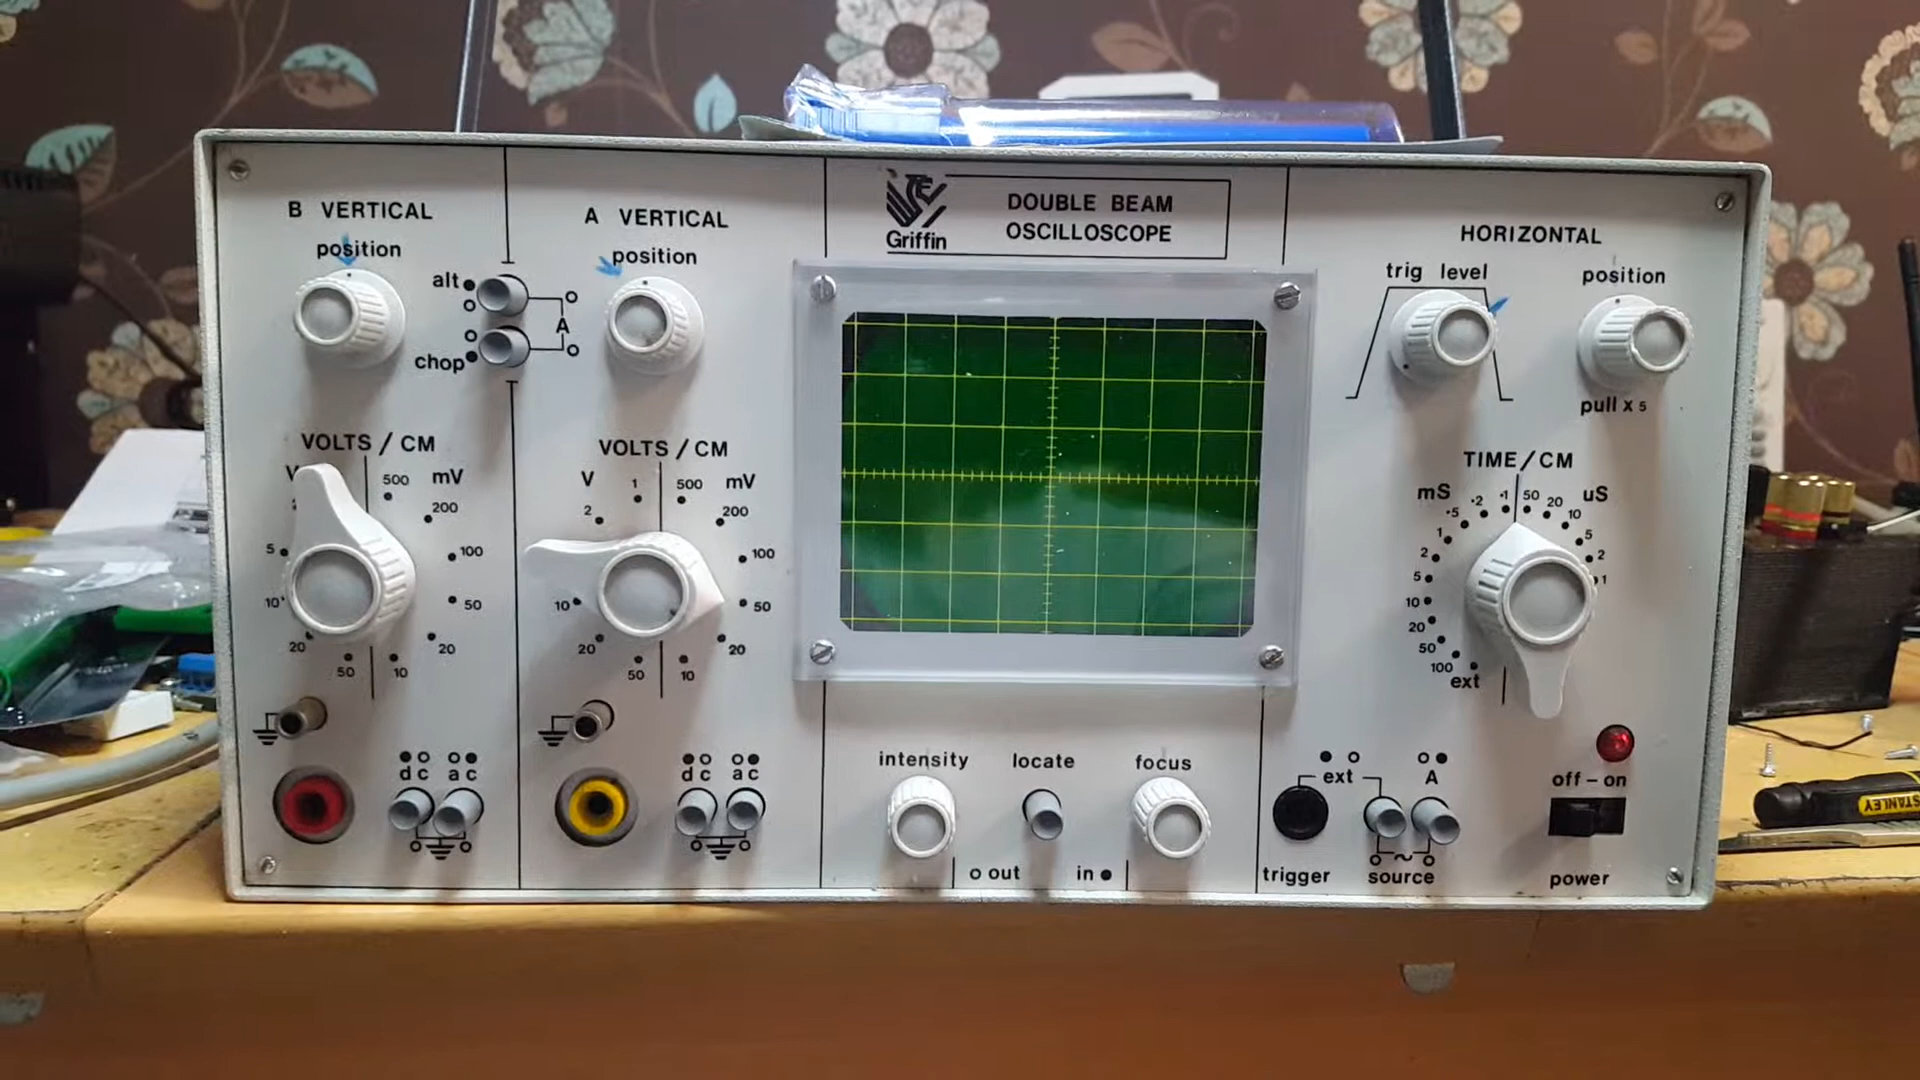 B VERTICAL
position
alt
chop
A
VOLTS / CM
V
500
mV
200
100
50
20
10
50
20
10
5
dc
ac
A VERTICAL
position
VOLTS / CM
V
2
1
500
mV
200
100
50
20
10
50
20
10
dc
ac
Griffin
DOUBLE BEAM
OSCILLOSCOPE
intensity
locate
focus
out
in
HORIZONTAL
trig level
position
pull x 5
TIME/CM
mS
.5
.2
.1
50
20
uS
10
5
2
1
1
2
5
10
20
50
100
ext
ext
A
trigger
source
off - on
power
STANLEY